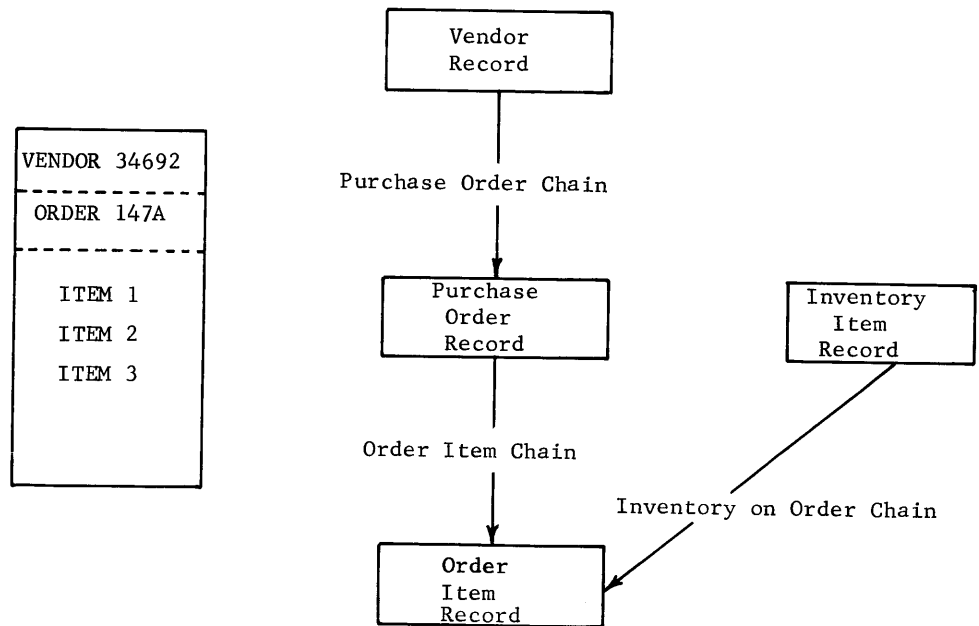 Vendor
Record
VENDOR 34692
ORDER 147A
ITEM 1
ITEM 2
ITEM 3
Purchase Order Chain
Purchase
Order
Record
Inventory
Item
Record
Order Item Chain
Inventory on Order Chain
Order
Item
Record